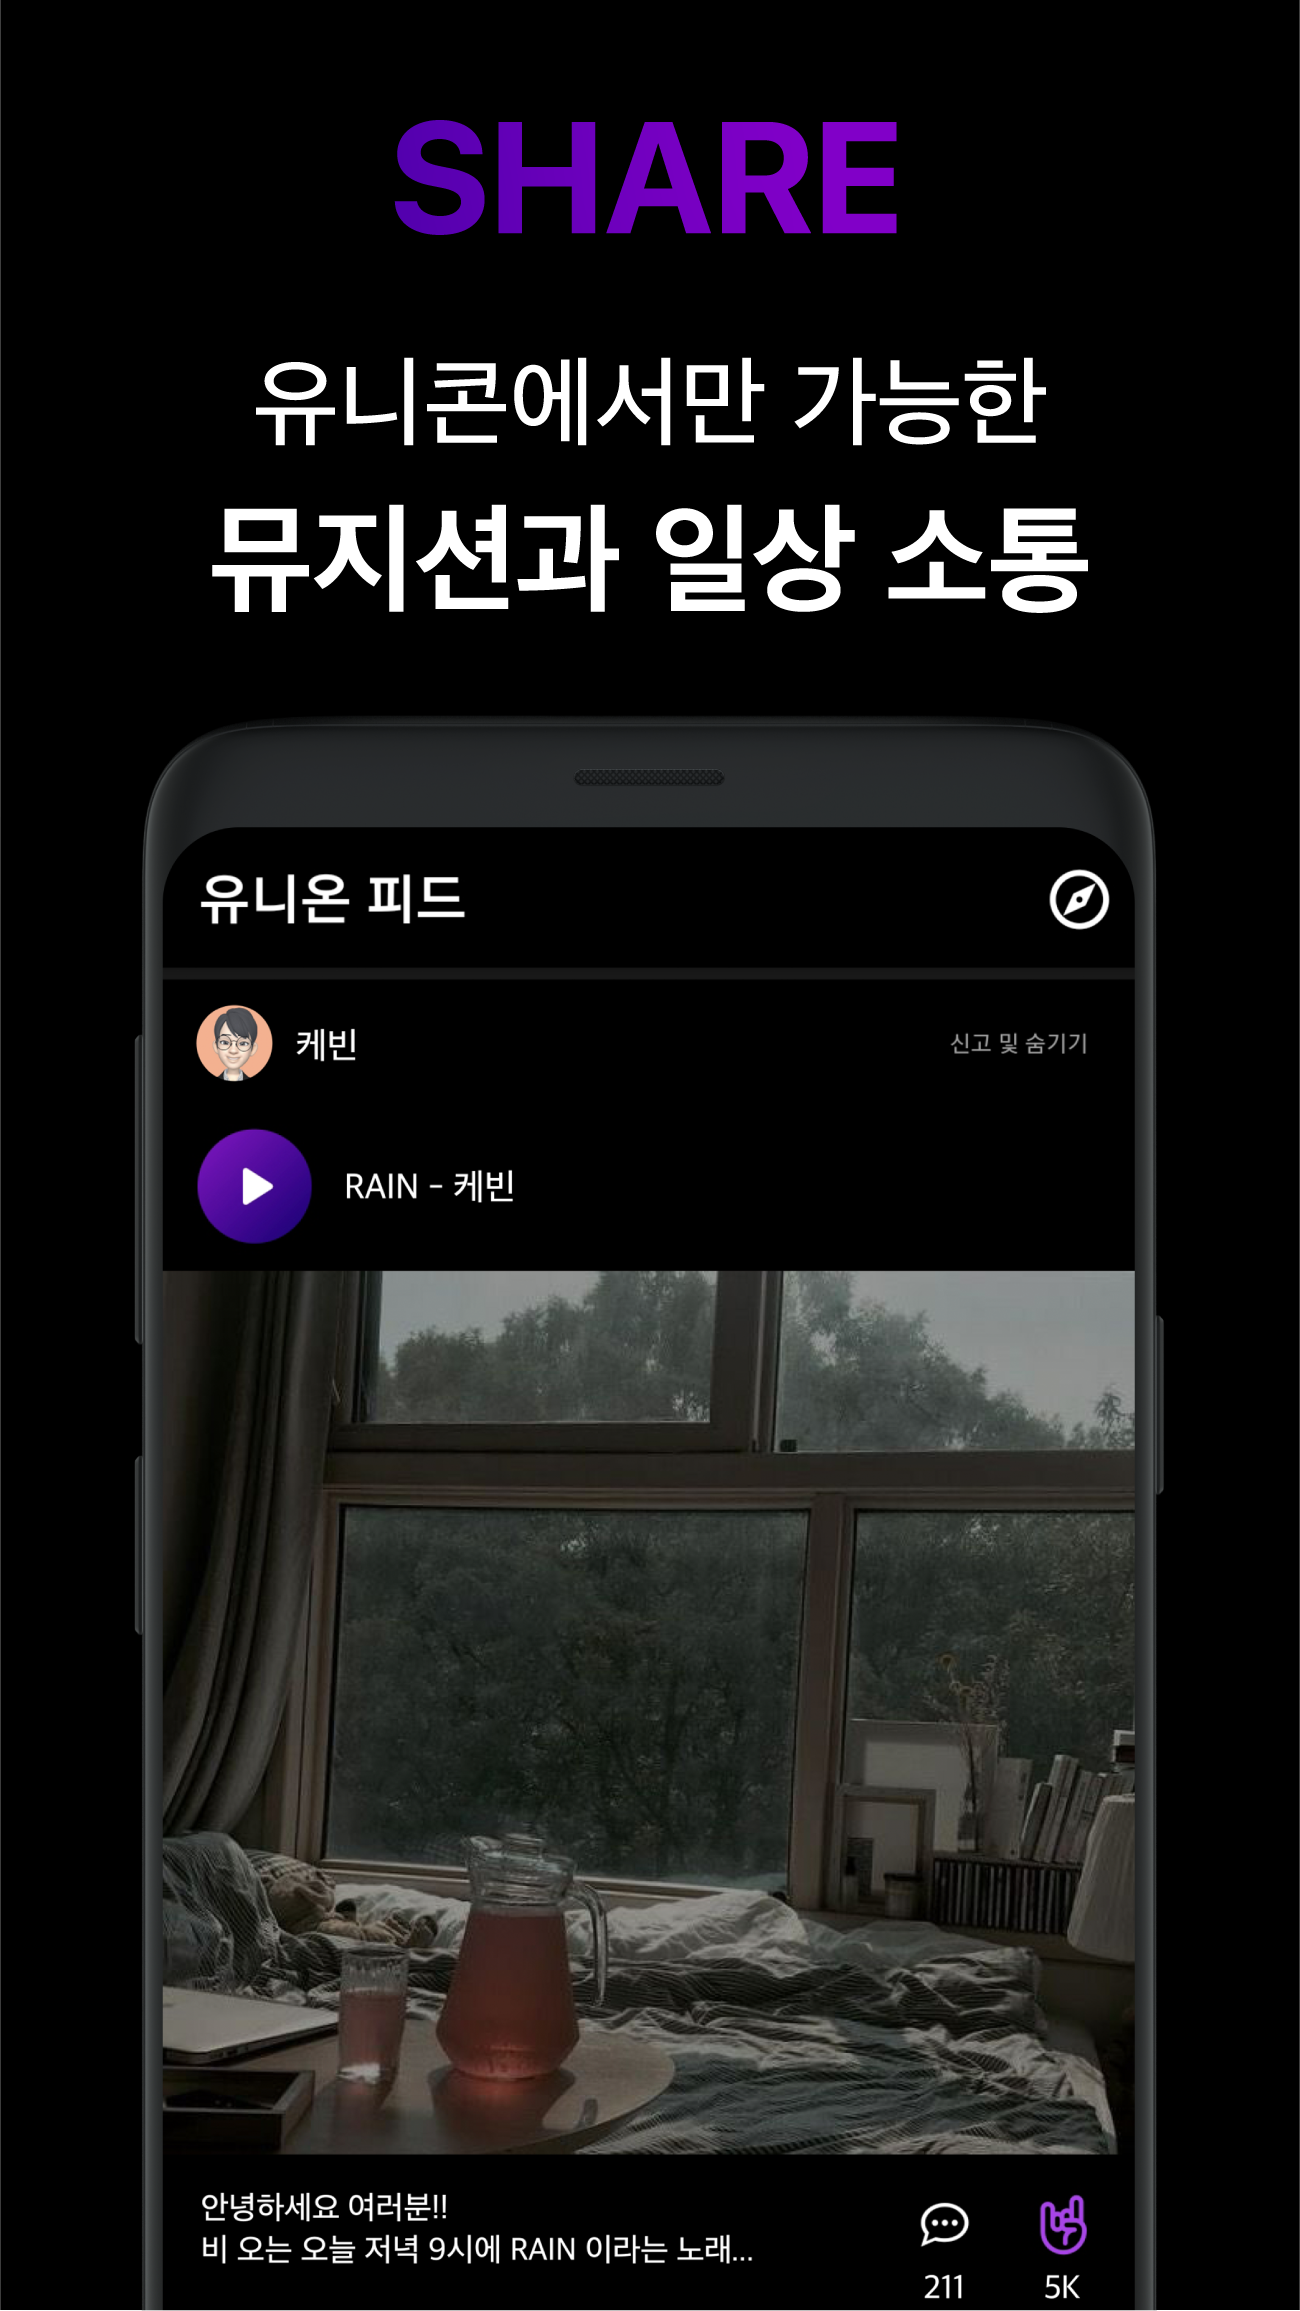 SHARE
유니콘에서만 가능한
뮤지션과 일상 소통
유니온 피드
케빈
신고 및 숨기기
RAIN - 케빈
안녕하세요 여러분!!
비 오는 오늘 저녁 9시에 RAIN 이라는 노래...
211
5K